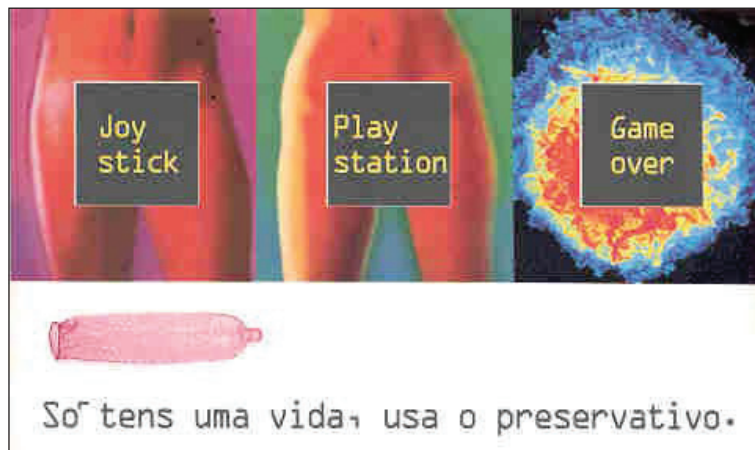 Joy
stick
Play
station
Game
over
Só tens uma vida, usa o preservativo.